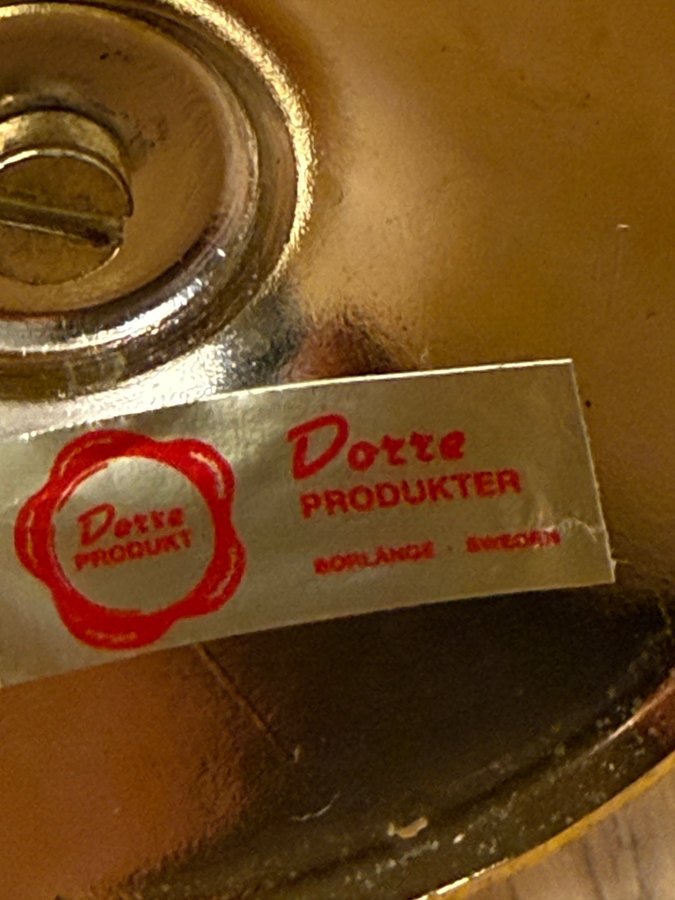 Dorre
PRODUKT
Dorre
PRODUKTER
BORLÄNGE · SWEDEN